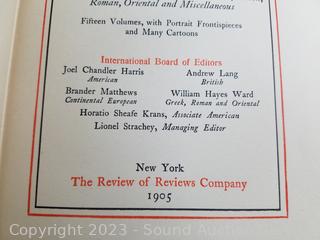 Roman, Oriental and Miscellaneous
Fifteen Volumes, with Portrait Frontispieces
and Many Cartoons
International Board of Editors
Joel Chandler Harris Andrew Lang
American British
Brander Matthews William Hayes Ward
Continental European Greek, Roman and Oriental
Horatio Sheafe Krans, Associate American
Lionel Strachey, Managing Editor
New York
The Review of Reviews Company
1905
Copyright 2023 - Sound Auction